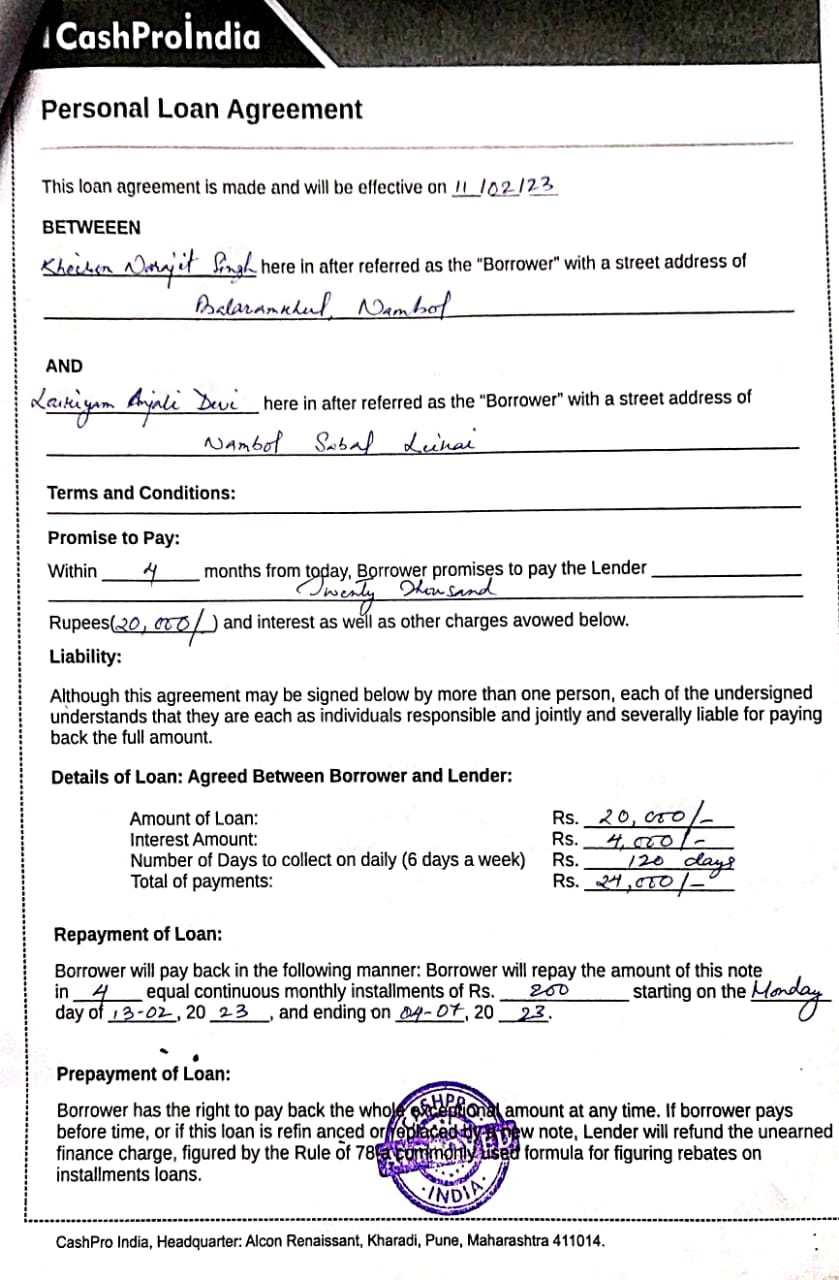 CashProIndia
Personal Loan Agreement
This loan agreement is made and will be effective on 11/02/23
BETWEEEN
Singh here in after referred as the "Borrower" with a street address of
Nambol
AND
Anjali Devi here in after referred as the "Borrower" with a street address of
Nambol Sabal Leikai
Terms and Conditions:
Promise to Pay:
Within 4 months from today, Borrower promises to pay the Lender
Twenty Thousand
Rupees(20,000/-) and interest as well as other charges avowed below.
Liability:
Although this agreement may be signed below by more than one person, each of the undersigned
understands that they are each as individuals responsible and jointly and severally liable for paying
back the full amount.
Details of Loan: Agreed Between Borrower and Lender:
Amount of Loan: Rs. 20,000/-
Interest Amount: Rs. 4,000/-
Number of Days to collect on daily (6 days a week) Rs. 120 days
Total of payments: Rs. 24,000/-
Repayment of Loan:
Borrower will pay back in the following manner: Borrower will repay the amount of this note
in 4 equal continuous monthly installments of Rs. 200 starting on the Monday
day of 13-02, 20 23, and ending on 04-07, 20 23.
Prepayment of Loan:
Borrower has the right to pay back the whole exceptional amount at any time. If borrower pays
before time, or if this loan is refin anced or replaced by a new note, Lender will refund the unearned
finance charge, figured by the Rule of 78 a commonly used formula for figuring rebates on
installments loans.
INDIA
CashPro India, Headquarter: Alcon Renaissant, Kharadi, Pune, Maharashtra 411014.